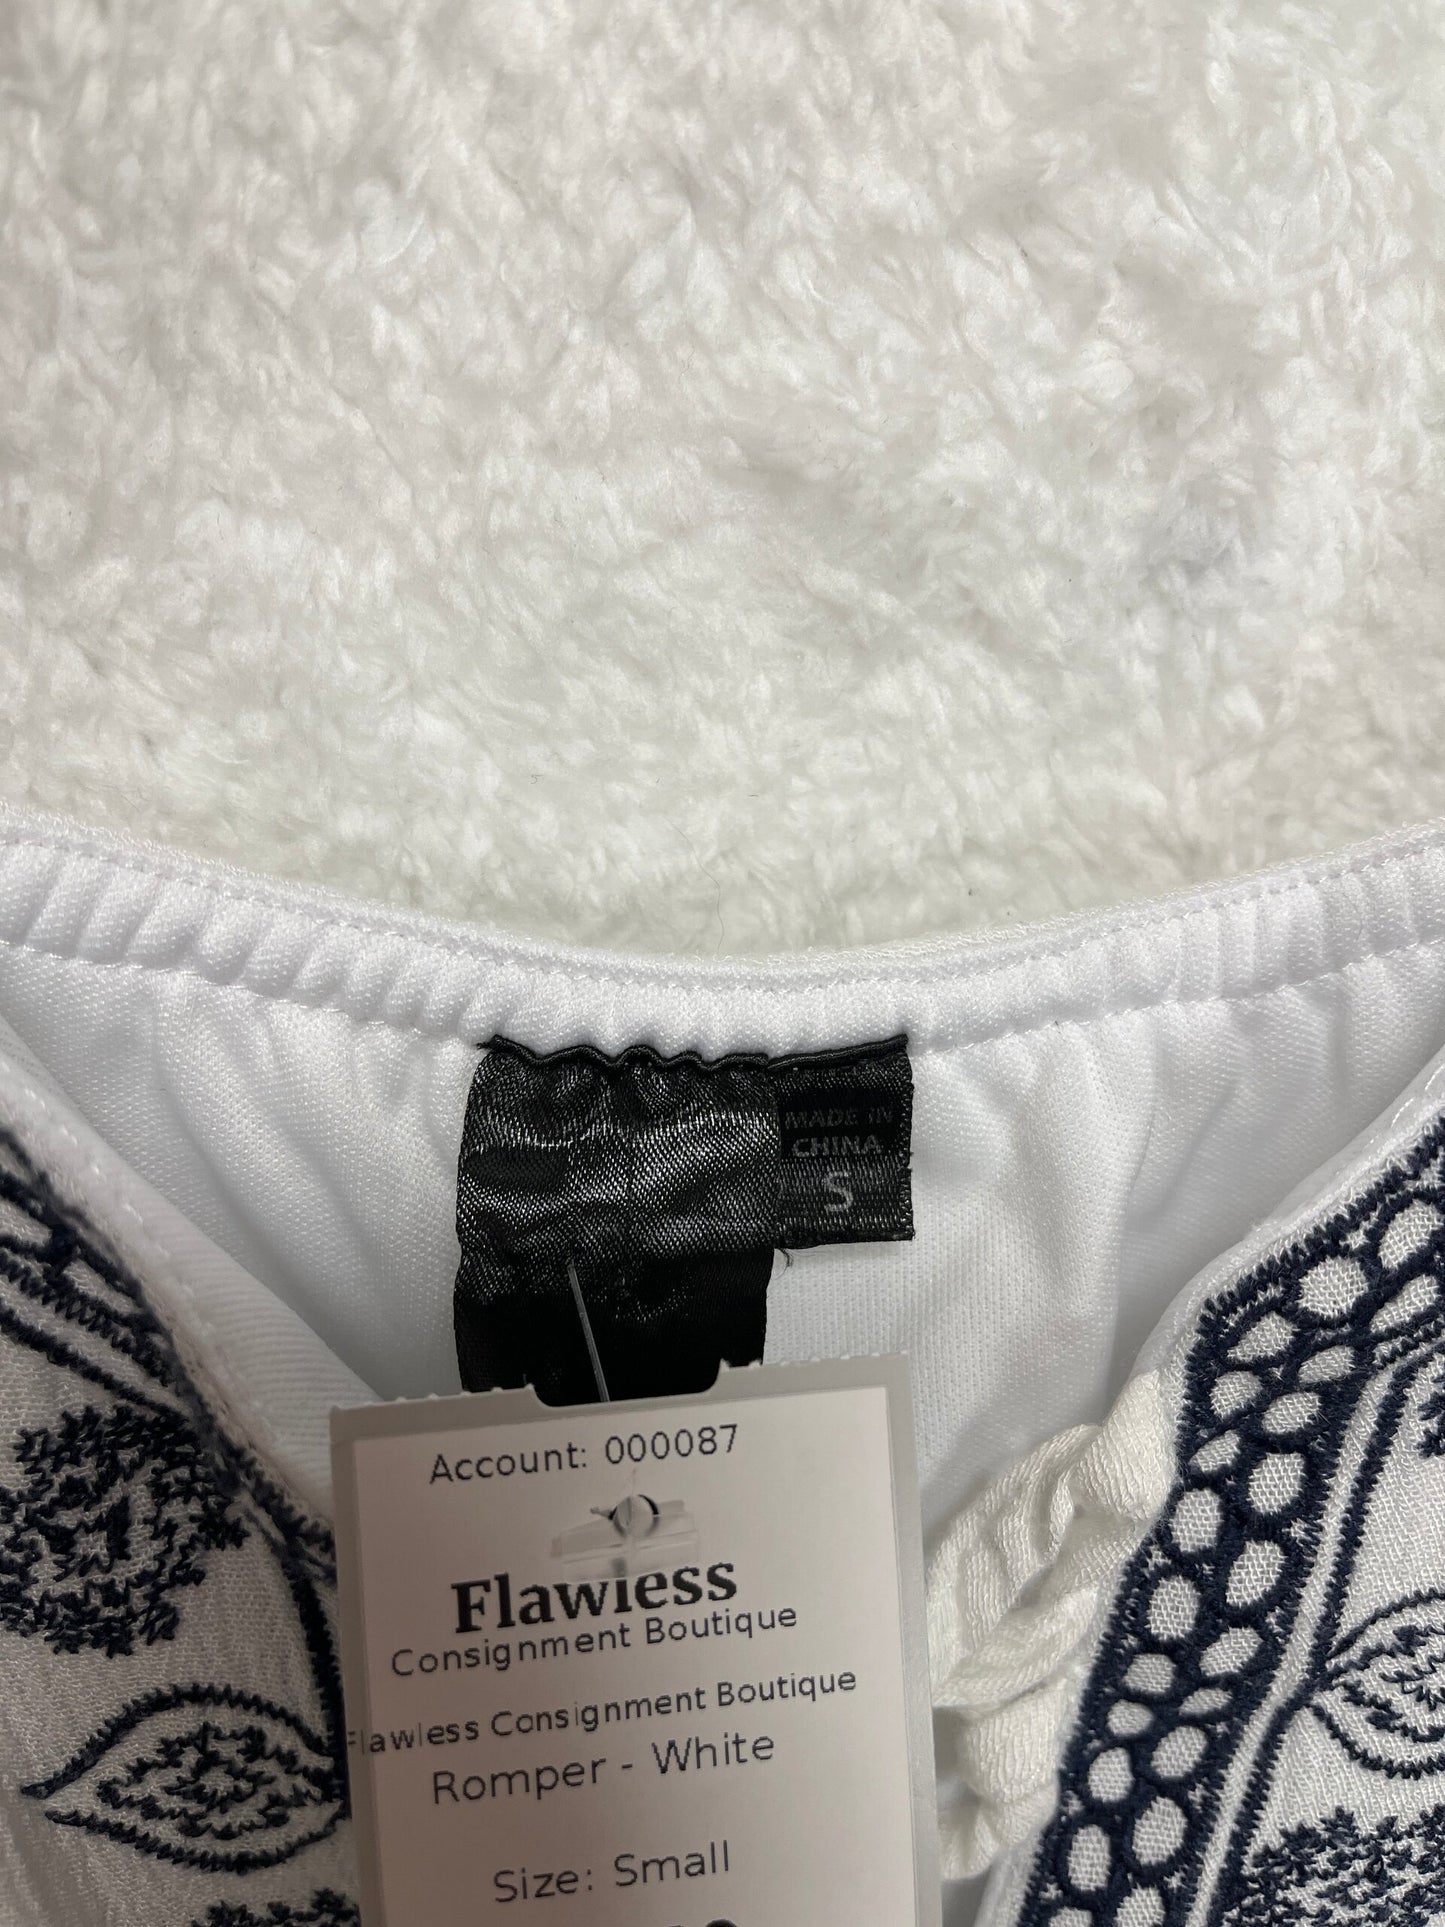 MADE IN
CHINA
S
Account: 000087
Flawless
Consignment Boutique
Flawless Consignment Boutique
Romper - White
Size: Small